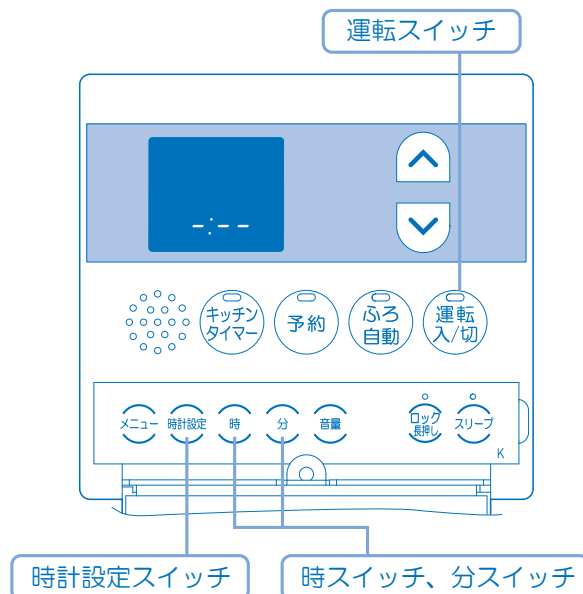 運転スイッチ
-:--
キッチン
タイマー
予約
ふろ
自動
運転
入/切
メニュー
時計設定
時
分
音量
ロック
長押し
スリープ
K
時計設定スイッチ
時スイッチ、分スイッチ